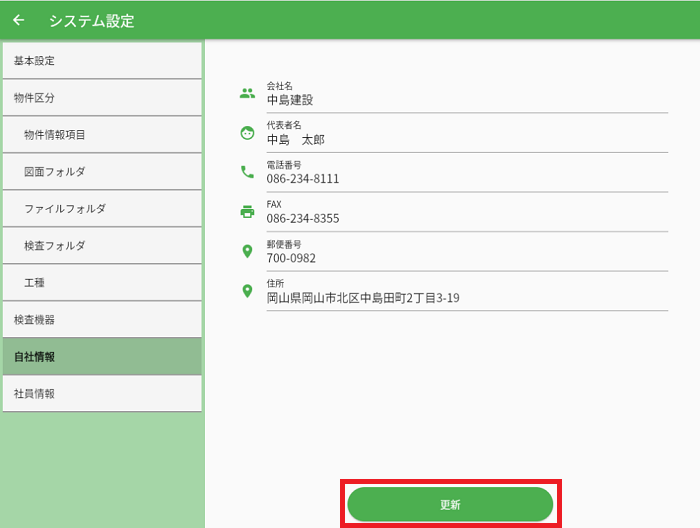 システム設定
基本設定
物件区分
物件情報項目
図面フォルダ
ファイルフォルダ
検査フォルダ
工種
検査機器
自社情報
社員情報
会社名
中島建設
代表者名
中島　太郎
電話番号
086-234-8111
FAX
086-234-8355
郵便番号
700-0982
住所
岡山県岡山市北区中島田町2丁目3-19
更新